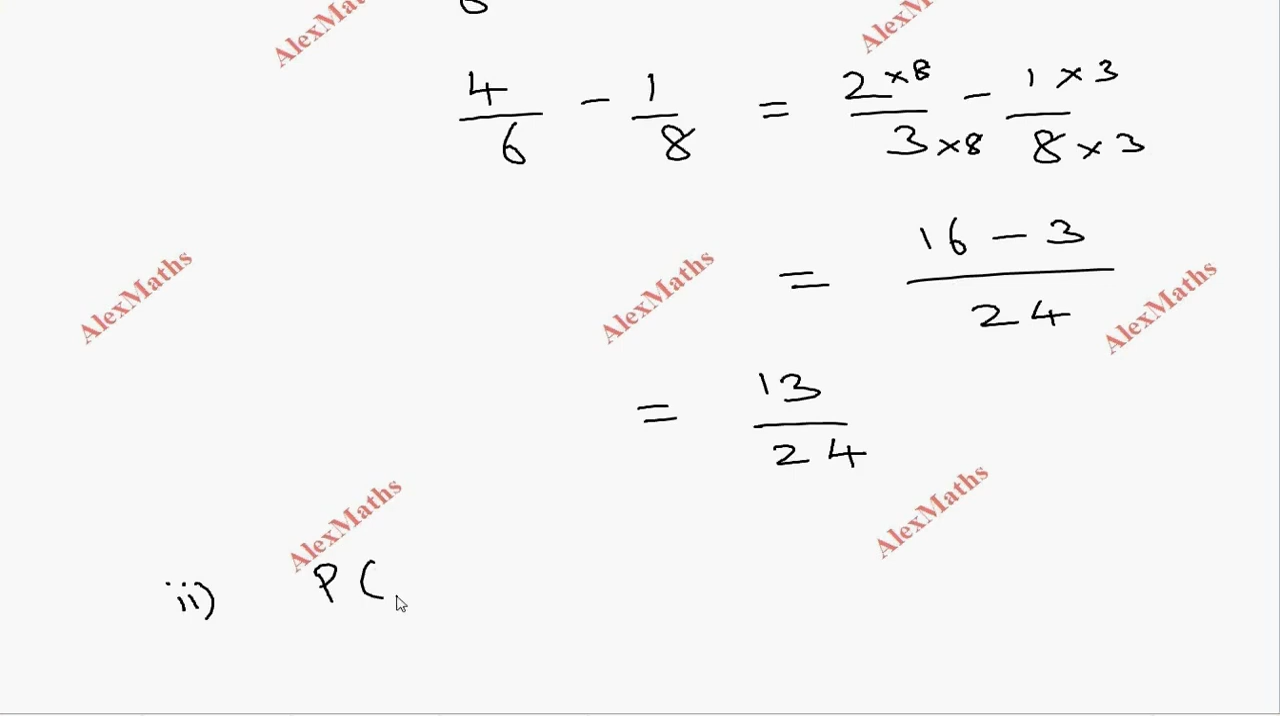 AlexMaths AlexMaths
4/6 - 1/8 = 2×8/3×8 - 1×3/8×3
AlexMaths AlexMaths AlexMaths
= 16 - 3/24
= 13/24
AlexMaths AlexMaths
ii) P(